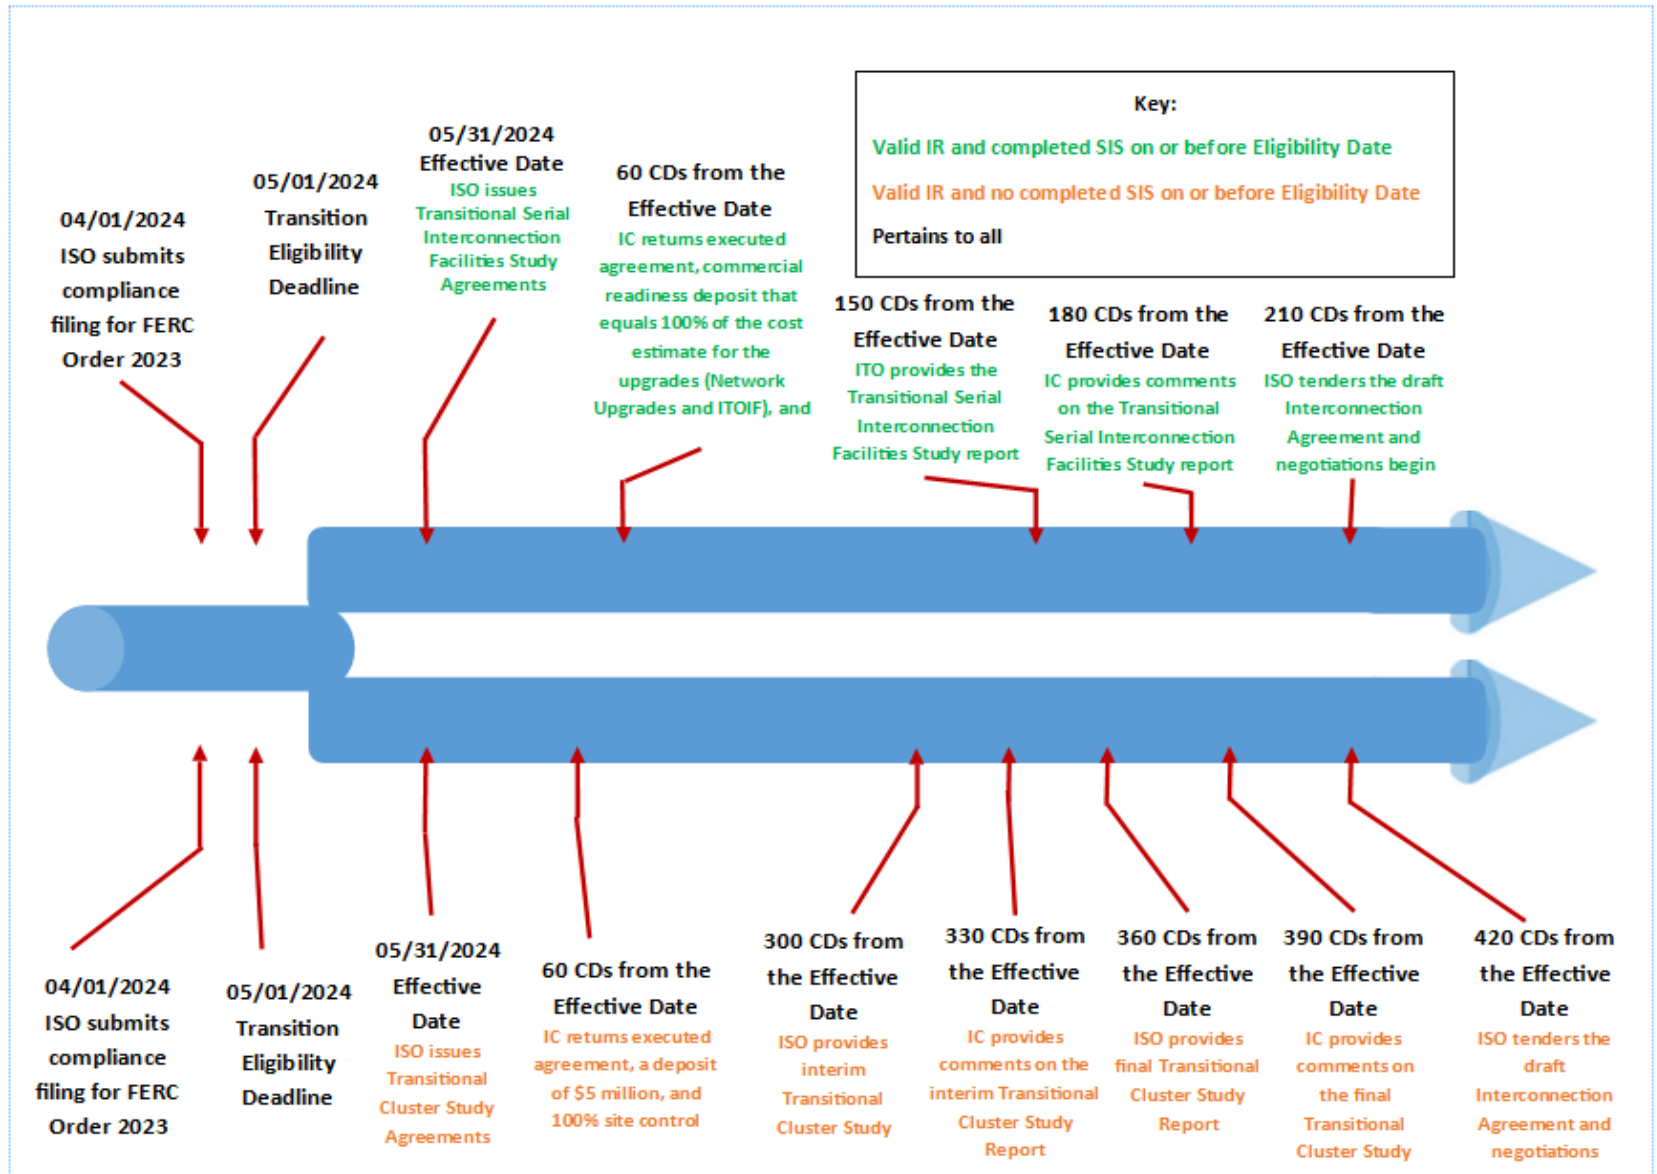 Key:
Valid IR and completed SIS on or before Eligibility Date
Valid IR and no completed SIS on or before Eligibility Date
Pertains to all
04/01/2024
ISO submits
compliance
filing for FERC
Order 2023
05/01/2024
Transition
Eligibility
Deadline
05/31/2024
Effective Date
ISO issues
Transitional Serial
Interconnection
Facilities Study
Agreements
60 CDs from the
Effective Date
IC returns executed
agreement, commercial
readiness deposit that
equals 100% of the cost
estimate for the
upgrades (Network
Upgrades and ITOIF), and
150 CDs from the
Effective Date
ITO provides the
Transitional Serial
Interconnection
Facilities Study report
180 CDs from the
Effective Date
IC provides comments
on the Transitional
Serial Interconnection
Facilities Study report
210 CDs from the
Effective Date
ISO tenders the draft
Interconnection
Agreement and
negotiations begin
04/01/2024
ISO submits
compliance
filing for FERC
Order 2023
05/01/2024
Transition
Eligibility
Deadline
05/31/2024
Effective
Date
ISO issues
Transitional
Cluster Study
Agreements
60 CDs from the
Effective Date
IC returns executed
agreement, a deposit
of $5 million, and
100% site control
300 CDs from
the Effective
Date
ISO provides
interim
Transitional
Cluster Study
330 CDs from
the Effective
Date
IC provides
comments on the
interim Transitional
Cluster Study
Report
360 CDs from
the Effective
Date
ISO provides
final Transitional
Cluster Study
Report
390 CDs from
the Effective
Date
IC provides
comments on
the final
Transitional
Cluster Study
420 CDs from
the Effective
Date
ISO tenders the
draft
Interconnection
Agreement and
negotiations